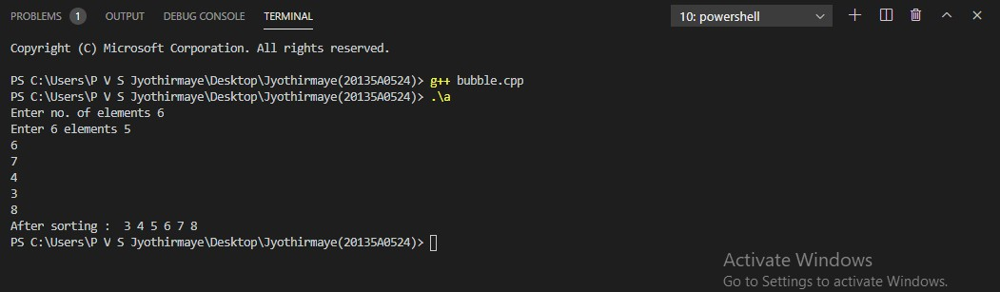 PROBLEMS 1 OUTPUT DEBUG CONSOLE TERMINAL 10: powershell
Copyright (C) Microsoft Corporation. All rights reserved.
PS C:\Users\P V S Jyothirmaye\Desktop\Jyothirmaye(20135A0524)> g++ bubble.cpp
PS C:\Users\P V S Jyothirmaye\Desktop\Jyothirmaye(20135A0524)> .\a
Enter no. of elements 6
Enter 6 elements 5
6
7
4
3
8
After sorting :  3 4 5 6 7 8
PS C:\Users\P V S Jyothirmaye\Desktop\Jyothirmaye(20135A0524)>
Activate Windows
Go to Settings to activate Windows.